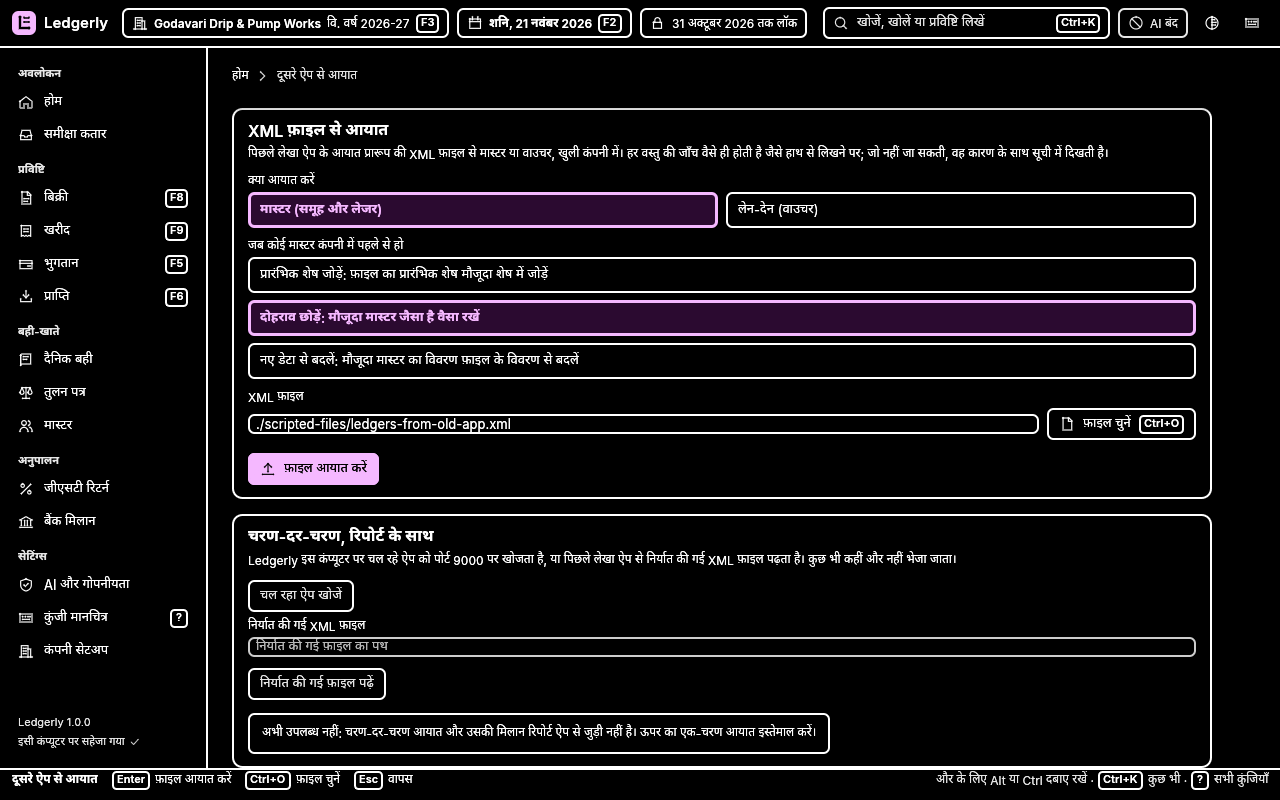 Ledgerly
Godavari Drip & Pump Works वि. वर्ष 2026-27 F3
शनि, 21 नवंबर 2026 F2
31 अक्टूबर 2026 तक लॉक
खोजें, खोलें या प्रविष्टि लिखें Ctrl+K
AI बंद
अवलोकन
होम
समीक्षा कतार
प्रविष्टि
बिक्री F8
खरीद F9
भुगतान F5
प्राप्ति F6
बही-खाते
दैनिक बही
तुलन पत्र
मास्टर
अनुपालन
जीएसटी रिटर्न
बैंक मिलान
सेटिंग्स
AI और गोपनीयता
कुंजी मानचित्र ?
कंपनी सेटअप
Ledgerly 1.0.0
इसी कंप्यूटर पर सहेजा गया
होम > दूसरे ऐप से आयात
XML फ़ाइल से आयात
पिछले लेखा ऐप के आयात प्रारूप की XML फ़ाइल से मास्टर या वाउचर, खुली कंपनी में। हर वस्तु की जाँच वैसे ही होती है जैसे हाथ से लिखने पर; जो नहीं जा सकती, वह कारण के साथ सूची में दिखती है।
क्या आयात करें
मास्टर (समूह और लेजर)
लेन-देन (वाउचर)
जब कोई मास्टर कंपनी में पहले से हो
प्रारंभिक शेष जोड़ें: फ़ाइल का प्रारंभिक शेष मौजूदा शेष में जोड़ें
दोहराव छोड़ें: मौजूदा मास्टर जैसा है वैसा रखें
नए डेटा से बदलें: मौजूदा मास्टर का विवरण फ़ाइल के विवरण से बदलें
XML फ़ाइल
./scripted-files/ledgers-from-old-app.xml
फ़ाइल चुनें Ctrl+O
फ़ाइल आयात करें
चरण-दर-चरण, रिपोर्ट के साथ
Ledgerly इस कंप्यूटर पर चल रहे ऐप को पोर्ट 9000 पर खोजता है, या पिछले लेखा ऐप से निर्यात की गई XML फ़ाइल पढ़ता है। कुछ भी कहीं और नहीं भेजा जाता।
चल रहा ऐप खोजें
निर्यात की गई XML फ़ाइल
निर्यात की गई फ़ाइल का पथ
निर्यात की गई फ़ाइल पढ़ें
अभी उपलब्ध नहीं: चरण-दर-चरण आयात और उसकी मिलान रिपोर्ट ऐप से जुड़ी नहीं है। ऊपर का एक-चरण आयात इस्तेमाल करें।
दूसरे ऐप से आयात Enter फ़ाइल आयात करें Ctrl+O फ़ाइल चुनें Esc वापस
और के लिए Alt या Ctrl दबाए रखें · Ctrl+K कुछ भी · ? सभी कुंजियाँ